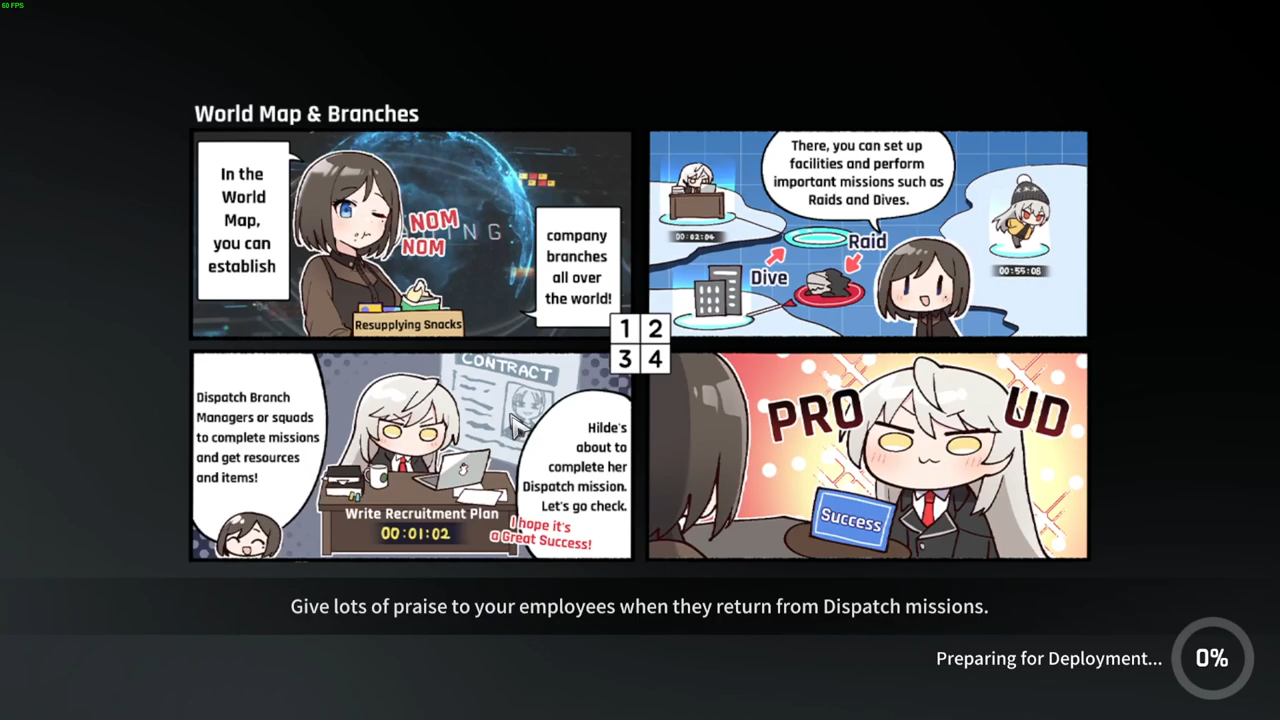 60 FPS
World Map & Branches
In the
World
Map,
you can
establish
NOM
NOM
company
branches
all over
the world!
Resupplying Snacks
There, you can set up
facilities and perform
important missions such as
Raids and Dives.
00:02:04
Raid
Dive
00:55:08
1 2
3 4
Dispatch Branch
Managers or squads
to complete missions
and get resources
and items!
CONTRACT
Write Recruitment Plan
00:01:02
Hilde's
about to
complete her
Dispatch mission.
Let's go check.
I hope it's
a Great Success!
PROUD
Success
Give lots of praise to your employees when they return from Dispatch missions.
Preparing for Deployment...
0%